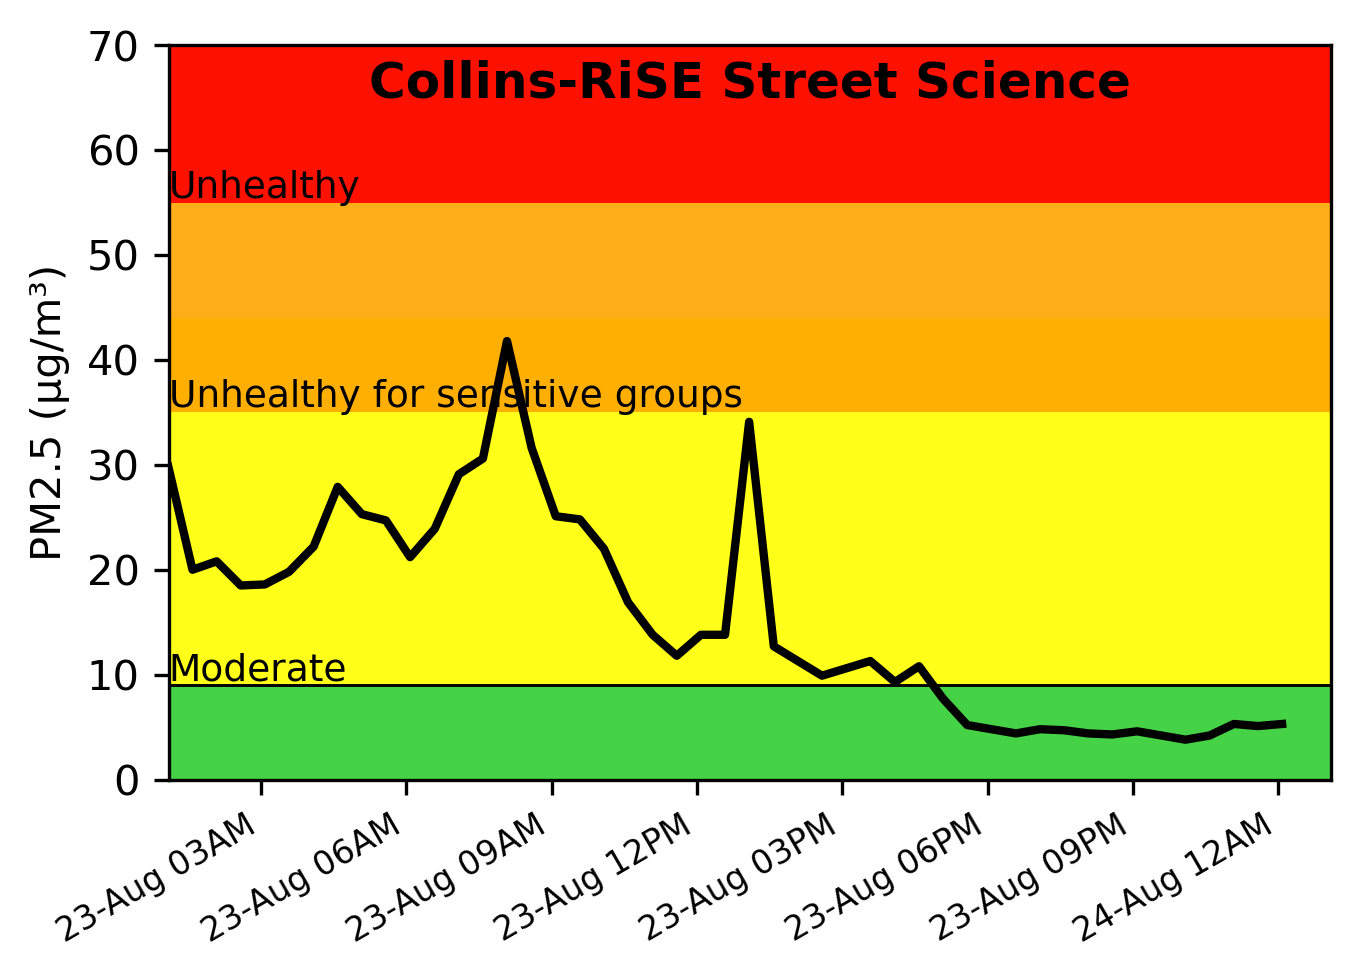 Collins-RiSE Street Science
70
60
50
40
30
20
10
0
PM2.5 (µg/m³)
Unhealthy
Unhealthy for sensitive groups
Moderate
23-Aug 03AM
23-Aug 06AM
23-Aug 09AM
23-Aug 12PM
23-Aug 03PM
23-Aug 06PM
23-Aug 09PM
24-Aug 12AM